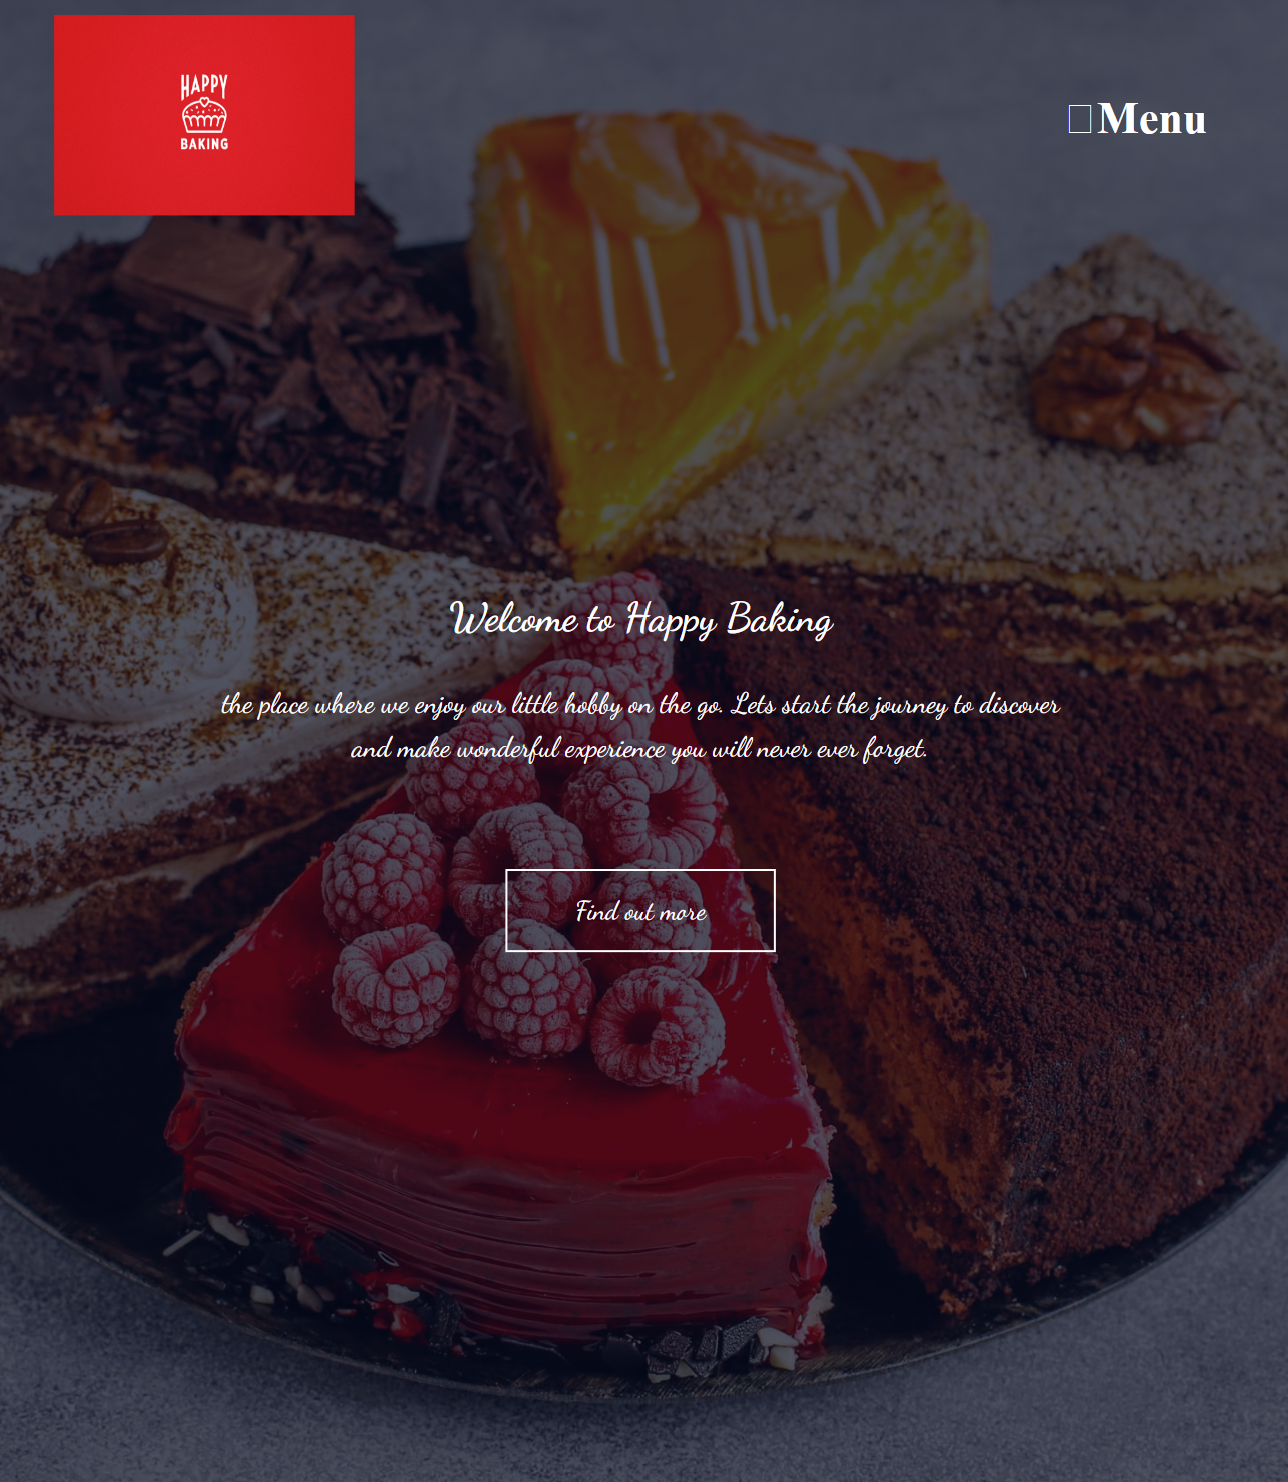 HAPPY
BAKING
Menu
Welcome to Happy Baking
the place where we enjoy our little hobby on the go. Lets start the journey to discover
and make wonderful experience you will never ever forget.
Find out more